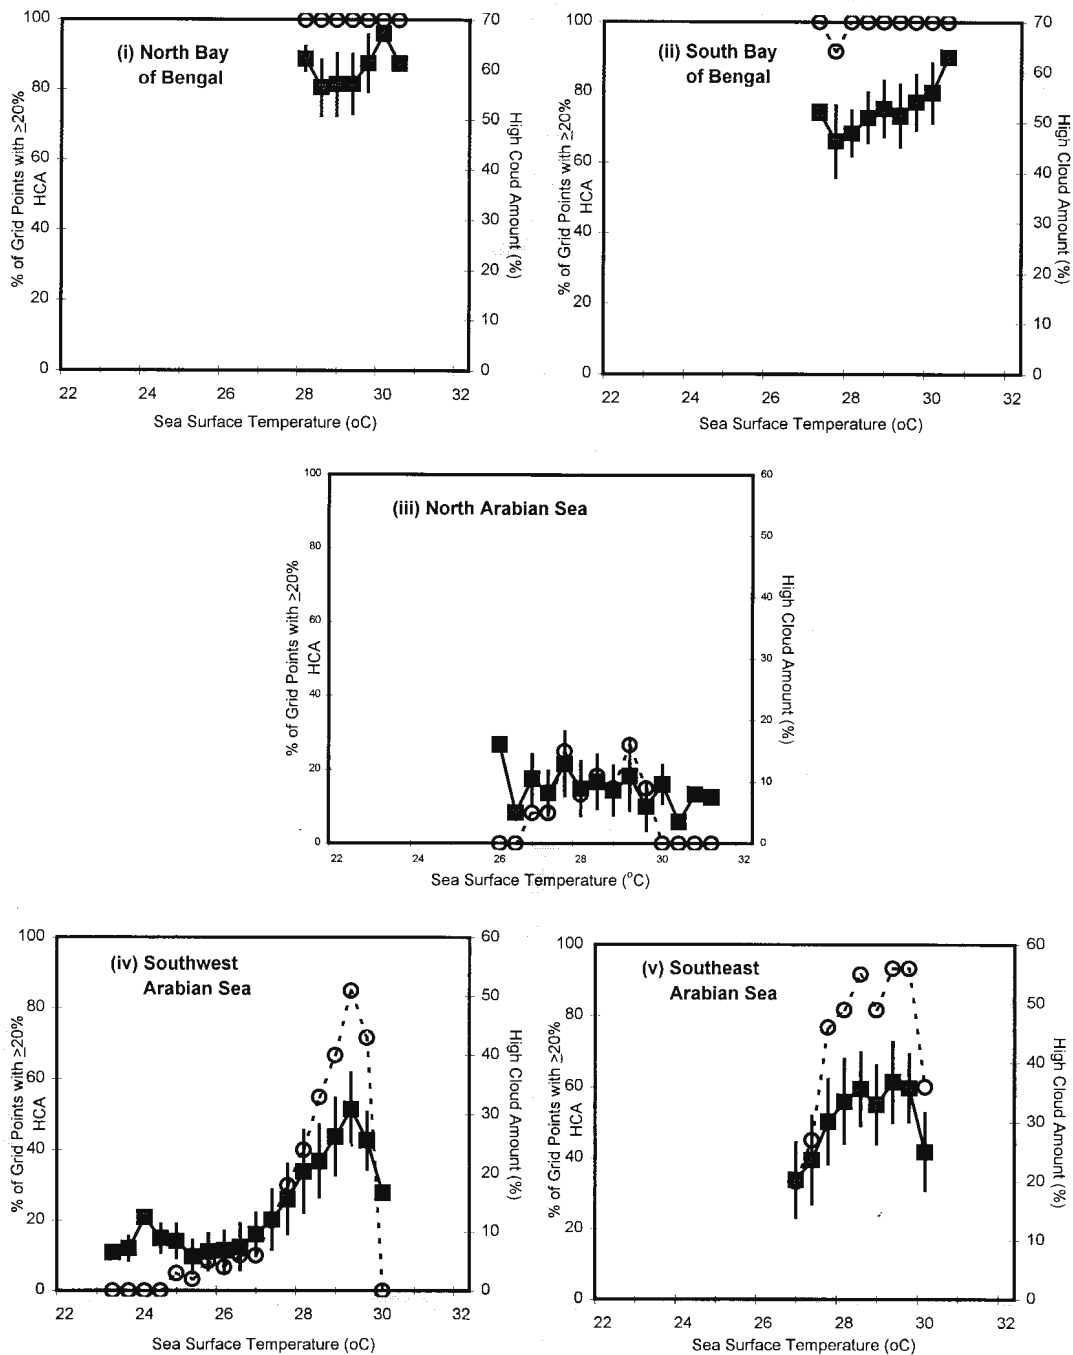 (i) North Bay
of Bengal
% of Grid Points with ≥20%
HCA
High Coud Amount (%)
100
80
60
40
20
0
70
60
50
40
30
20
10
0
22 24 26 28 30 32
Sea Surface Temperature (oC)
(ii) South Bay
of Bengal
% of Grid Points with ≥20%
HCA
High Cloud Amount (%)
100
80
60
40
20
0
70
60
50
40
30
20
10
0
22 24 26 28 30 32
Sea Surface Temperature (oC)
(iii) North Arabian Sea
% of Grid Points with ≥20%
HCA
High Cloud Amount (%)
100
80
60
40
20
0
60
50
40
30
20
10
0
22 24 26 28 30 32
Sea Surface Temperature (°C)
(iv) Southwest
Arabian Sea
% of Grid Points with ≥20%
HCA
High Cloud Amount (%)
100
80
60
40
20
0
60
50
40
30
20
10
0
22 24 26 28 30 32
Sea Surface Temperature (oC)
(v) Southeast
Arabian Sea
% of Grid Points with ≥20%
HCA
High Cloud Amount (%)
100
80
60
40
20
0
60
50
40
30
20
10
0
22 24 26 28 30 32
Sea Surface Temperature (oC)